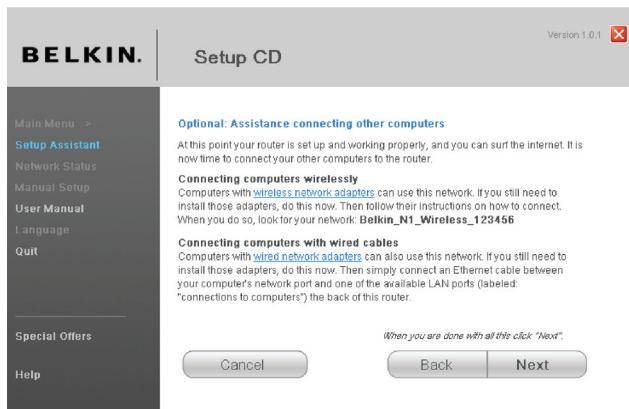 Version 1.0.1
BELKIN.
Setup CD
Main Menu >
Setup Assistant
Network Status
Manual Setup
User Manual
Language
Quit
Special Offers
Help
Optional: Assistance connecting other computers
At this point your router is set up and working properly, and you can surf the internet. It is
now time to connect your other computers to the router.
Connecting computers wirelessly
Computers with wireless network adapters can use this network. If you still need to
install those adapters, do this now. Then follow their instructions on how to connect.
When you do so, look for your network: Belkin_N1_Wireless_123456
Connecting computers with wired cables
Computers with wired network adapters can also use this network. If you still need to
install those adapters, do this now. Then simply connect an Ethernet cable between
your computer's network port and one of the available LAN ports (labeled:
"connections to computers") the back of this router.
When you are done with all this click "Next".
Cancel
Back
Next